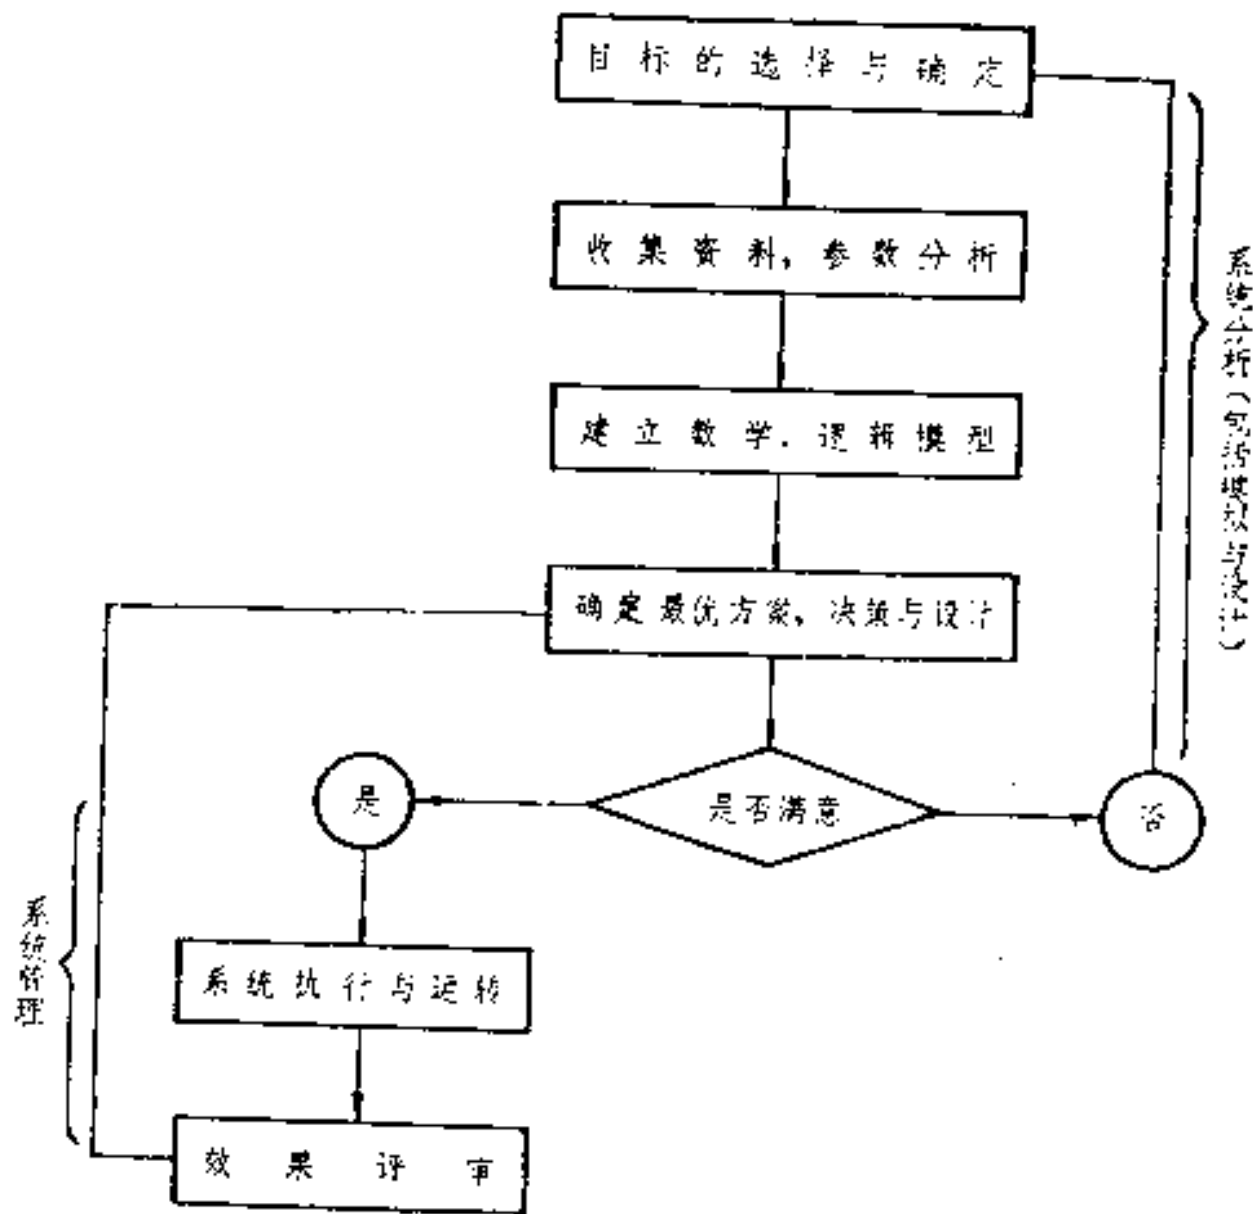 目标的选择与确定
收集资料，参数分析
建立数学，逻辑模型
确定最优方案，决策与设计
是否满意
是
否
系统执行与运转
效果评审
系统管理
系统分析（包括模拟与设计）